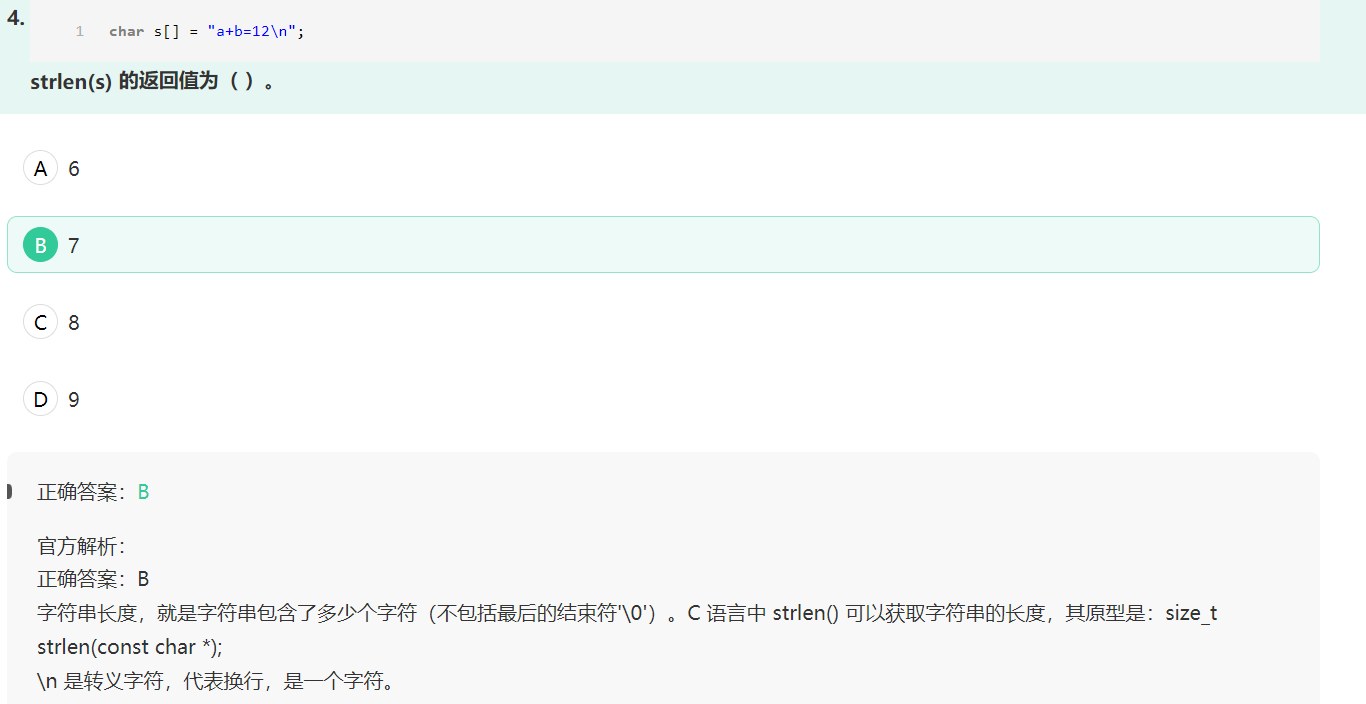 4.
1 char s[] = "a+b=12\n";
strlen(s) 的返回值为（ ）。
A 6
B 7
C 8
D 9
正确答案：B
官方解析：
正确答案：B
字符串长度，就是字符串包含了多少个字符（不包括最后的结束符'\0'）。C 语言中 strlen() 可以获取字符串的长度，其原型是：size_t
strlen(const char *);
\n 是转义字符，代表换行，是一个字符。